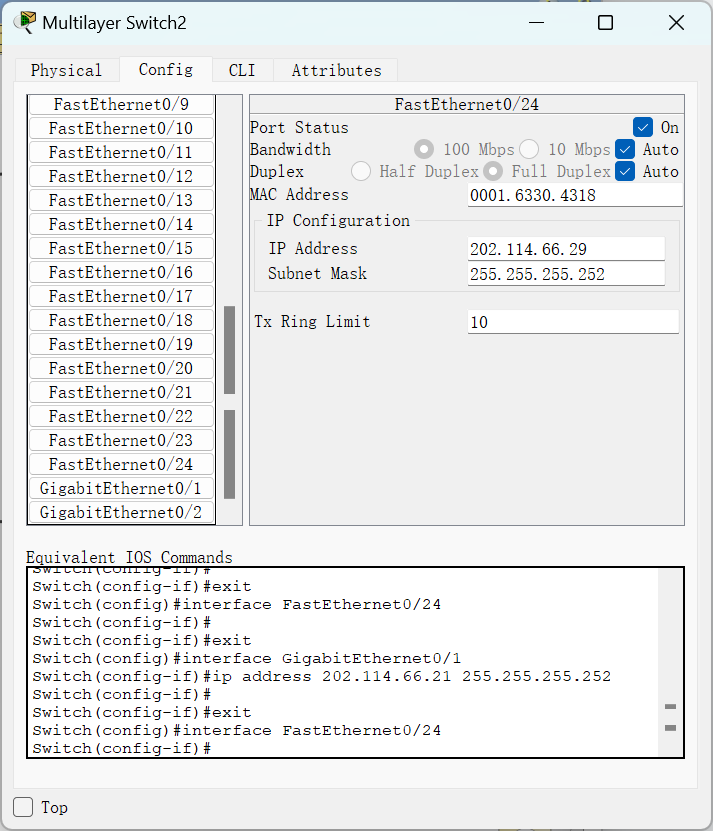 Multilayer Switch2
Physical Config CLI Attributes
FastEthernet0/9
FastEthernet0/10
FastEthernet0/11
FastEthernet0/12
FastEthernet0/13
FastEthernet0/14
FastEthernet0/15
FastEthernet0/16
FastEthernet0/17
FastEthernet0/18
FastEthernet0/19
FastEthernet0/20
FastEthernet0/21
FastEthernet0/22
FastEthernet0/23
FastEthernet0/24
GigabitEthernet0/1
GigabitEthernet0/2
FastEthernet0/24
Port Status On
Bandwidth 100 Mbps 10 Mbps Auto
Duplex Half Duplex Full Duplex Auto
MAC Address 0001.6330.4318
IP Configuration
IP Address 202.114.66.29
Subnet Mask 255.255.255.252
Tx Ring Limit 10
Equivalent IOS Commands
Switch(config-if)#
Switch(config-if)#exit
Switch(config)#interface FastEthernet0/24
Switch(config-if)#
Switch(config-if)#exit
Switch(config)#interface GigabitEthernet0/1
Switch(config-if)#ip address 202.114.66.21 255.255.255.252
Switch(config-if)#
Switch(config-if)#exit
Switch(config)#interface FastEthernet0/24
Switch(config-if)#
Top